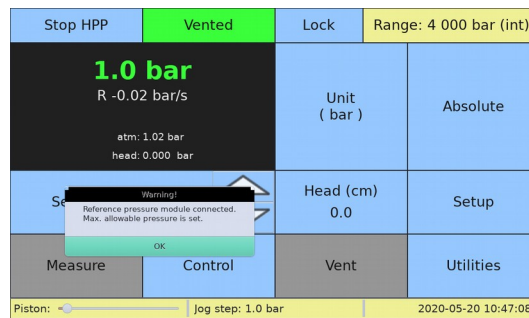 Stop HPP
Vented
Lock
Range: 4 000 bar (int)
1.0 bar
R -0.02 bar/s
atm: 1.02 bar
head: 0.000 bar
Unit
( bar )
Absolute
Warning!
Reference pressure module connected.
Max. allowable pressure is set.
OK
Head (cm)
0.0
Setup
Measure
Control
Vent
Utilities
Piston:
Jog step: 1.0 bar
2020-05-20 10:47:08